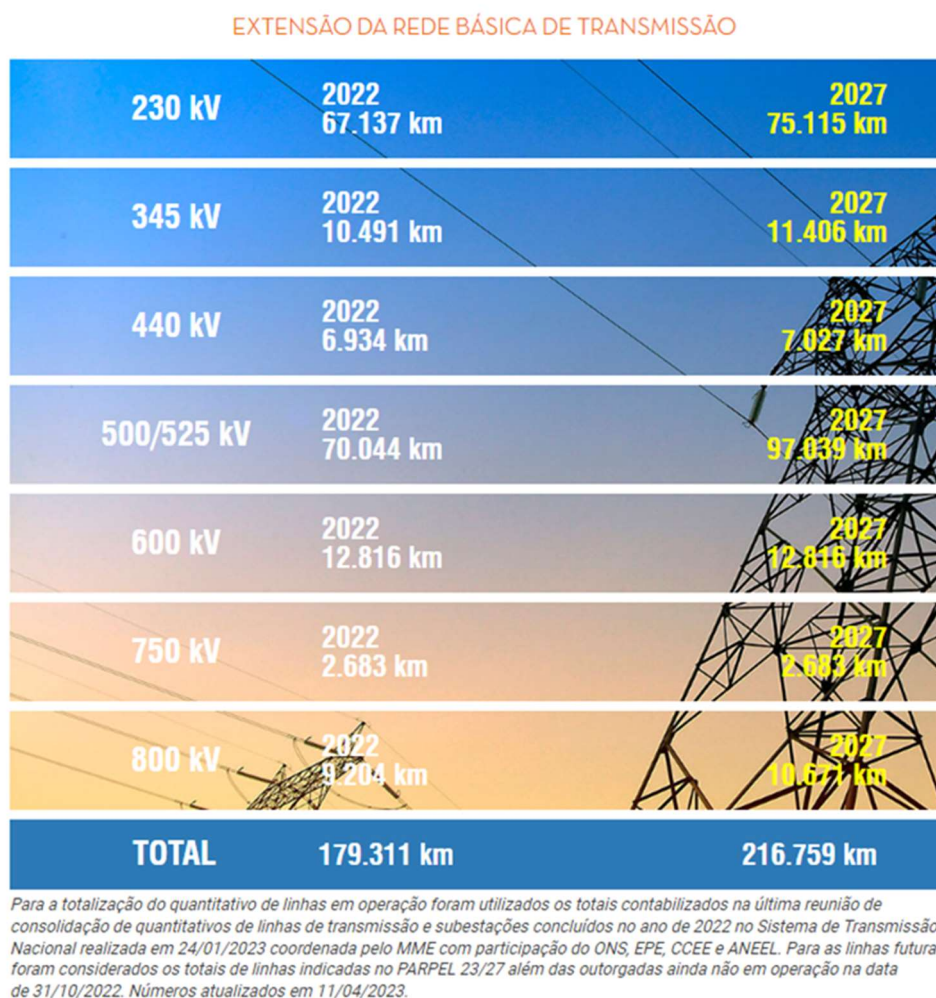 EXTENSÃO DA REDE BÁSICA DE TRANSMISSÃO
230 kV
2022
67.137 km
2027
75.115 km
345 kV
2022
10.491 km
2027
11.406 km
440 kV
2022
6.934 km
2027
7.027 km
500/525 kV
2022
70.044 km
2027
97.039 km
600 kV
2022
12.816 km
2027
12.816 km
750 kV
2022
2.683 km
2027
2.683 km
800 kV
2022
9.204 km
2027
10.671 km
TOTAL
179.311 km
216.759 km
Para a totalização do quantitativo de linhas em operação foram utilizados os totais contabilizados na última reunião de
consolidação de quantitativos de linhas de transmissão e subestações concluídos no ano de 2022 no Sistema de Transmissão
Nacional realizada em 24/01/2023 coordenada pelo MME com participação do ONS, EPE, CCEE e ANEEL. Para as linhas futura
foram considerados os totais de linhas indicadas no PARPEL 23/27 além das outorgadas ainda não em operação na data
de 31/10/2022. Números atualizados em 11/04/2023.